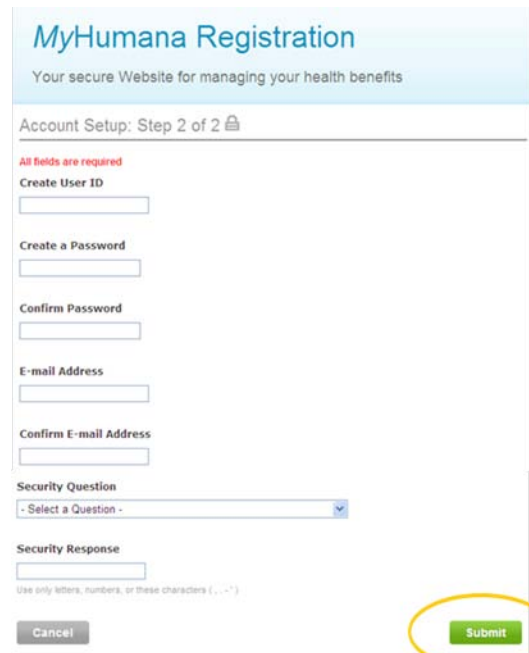 MyHumana Registration
Your secure Website for managing your health benefits
Account Setup: Step 2 of 2
All fields are required
Create User ID
Create a Password
Confirm Password
E-mail Address
Confirm E-mail Address
Security Question
- Select a Question -
Security Response
Use only letters, numbers, or these characters ( , . - ' )
Cancel
Submit